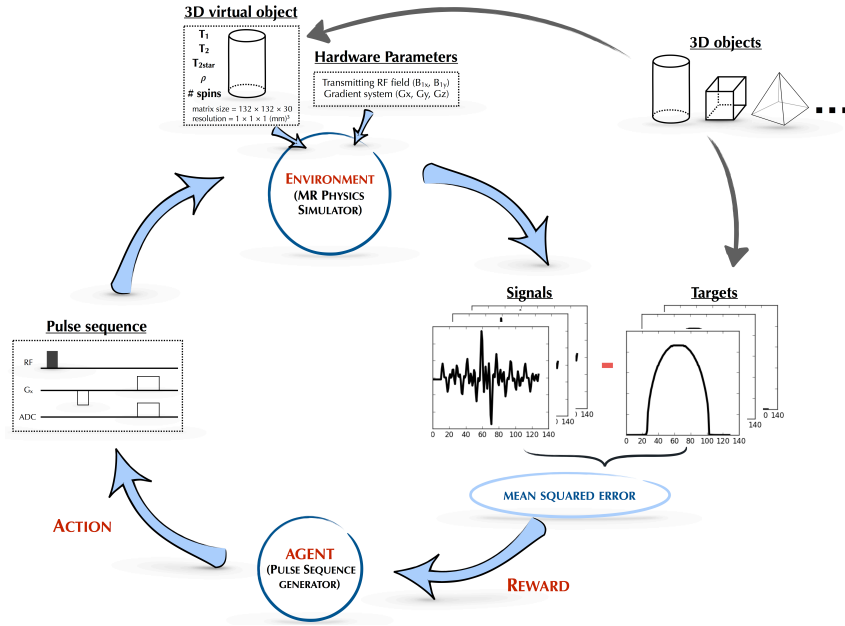 3D virtual object
T1
T2
T2star
ρ
# spins
matrix size = 132 × 132 × 30
resolution = 1 × 1 × 1 (mm)³
Hardware Parameters
Transmitting RF field (B1x, B1y)
Gradient system (Gx, Gy, Gz)
3D objects
...
ENVIRONMENT
(MR PHYSICS
SIMULATOR)
Signals
Targets
Pulse sequence
RF
Gx
ADC
0 20 40 60 80 100 120 140
0 140
0 140
-
0 20 40 60 80 100 120 140
140
140
MEAN SQUARED ERROR
ACTION
AGENT
(PULSE SEQUENCE
GENERATOR)
REWARD